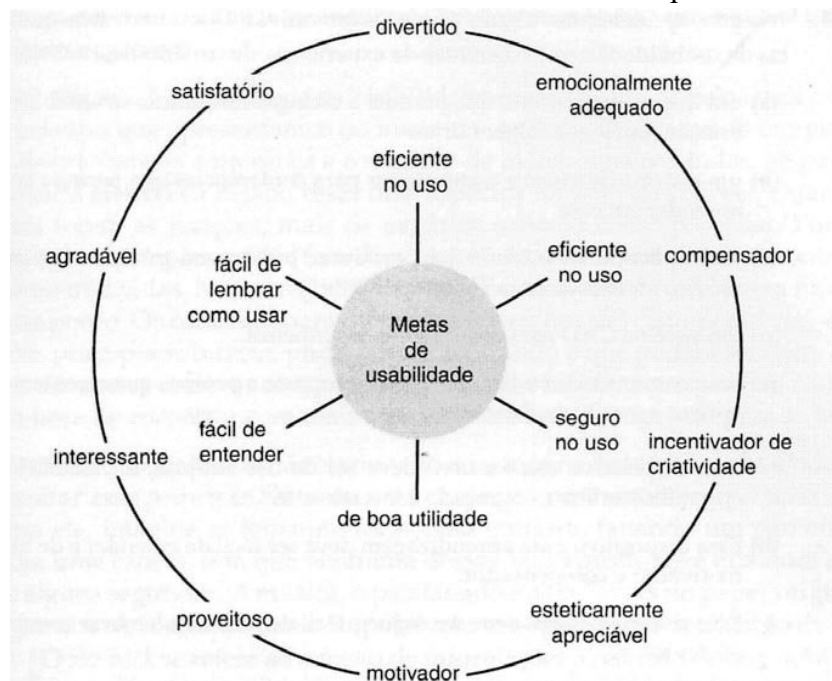 divertido
satisfatório
emocionalmente
adequado
eficiente
no uso
agradável
fácil de
lembrar
como usar
eficiente
no uso
compensador
Metas
de
usabilidade
interessante
fácil de
entender
seguro
no uso
incentivador de
criatividade
de boa utilidade
proveitoso
esteticamente
apreciável
motivador